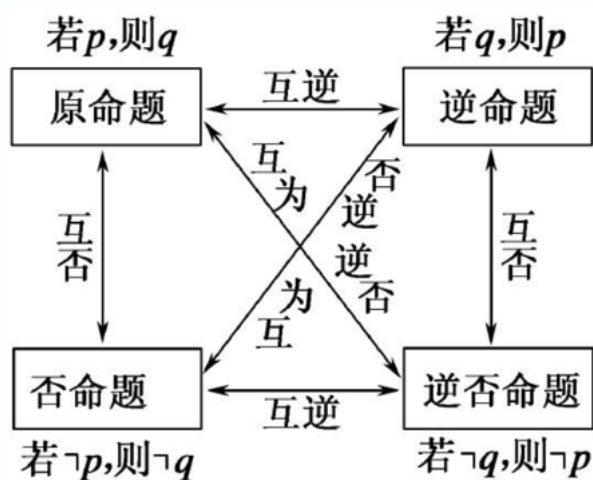 若p,则q
若q,则p
原命题
互逆
逆命题
互为逆否
互为逆否
互否
互否
否命题
互逆
逆否命题
若¬p,则¬q
若¬q,则¬p